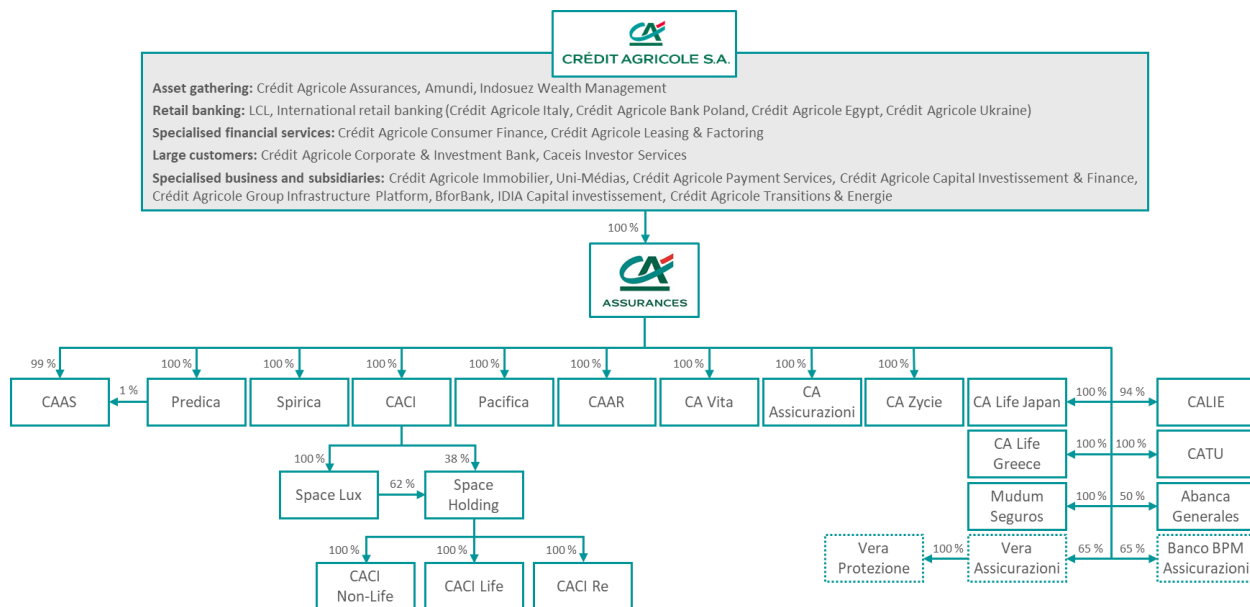 CA
CRÉDIT AGRICOLE S.A.
Asset gathering: Crédit Agricole Assurances, Amundi, Indosuez Wealth Management
Retail banking: LCL, International retail banking (Crédit Agricole Italy, Crédit Agricole Bank Poland, Crédit Agricole Egypt, Crédit Agricole Ukraine)
Specialised financial services: Crédit Agricole Consumer Finance, Crédit Agricole Leasing & Factoring
Large customers: Crédit Agricole Corporate & Investment Bank, Caceis Investor Services
Specialised business and subsidiaries: Crédit Agricole Immobilier, Uni-Médias, Crédit Agricole Payment Services, Crédit Agricole Capital Investissement & Finance,
Crédit Agricole Group Infrastructure Platform, BforBank, IDIA Capital investissement, Crédit Agricole Transitions & Energie
100 %
CA
ASSURANCES
99 % 100 % 100 % 100 % 100 % 100 % 100 % 100 % 100 %
CAAS 1 % Predica Spirica CACI Pacifica CAAR CA Vita CA Assicurazioni CA Zycie
CA Life Japan 100 % 94 % CALIE
CA Life Greece 100 % 100 % CATU
100 % 38 %
Space Lux 62 % Space Holding
Mudum Seguros 100 % 50 % Abanca Generales
Vera Protezione 100 % Vera Assicurazioni 65 % 65 % Banco BPM Assicurazioni
100 % 100 % 100 %
CACI Non-Life CACI Life CACI Re